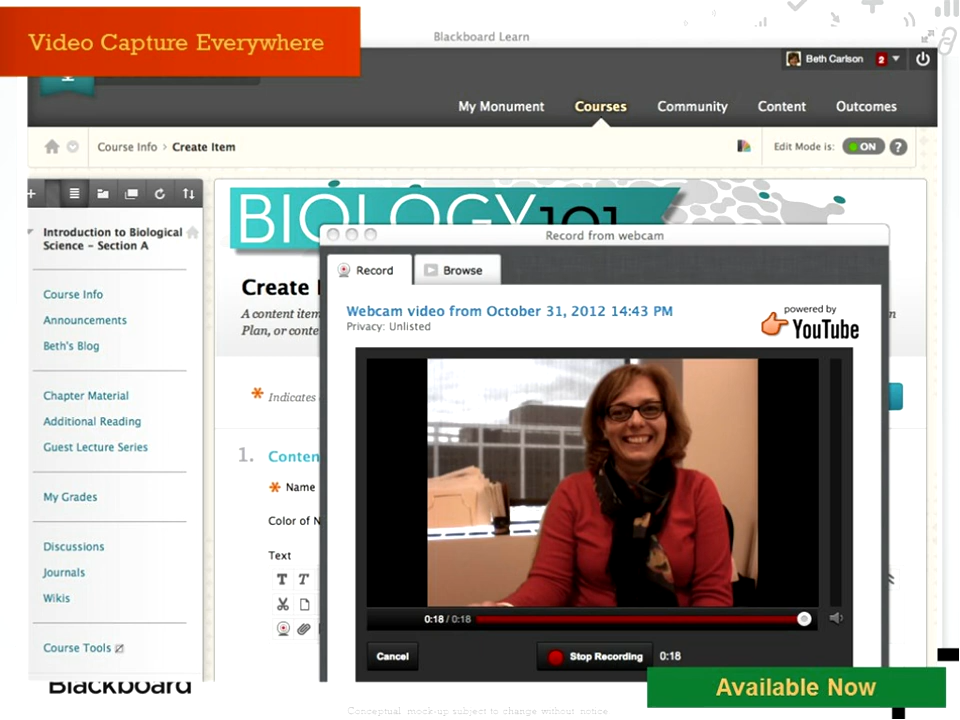 Video Capture Everywhere
Blackboard Learn
Beth Carlson 2
My Monument Courses Community Content Outcomes
Course Info > Create Item
Edit Mode is: ON ?
BIOLOGY 101
Introduction to Biological
Science – Section A
Course Info
Announcements
Beth's Blog
Chapter Material
Additional Reading
Guest Lecture Series
My Grades
Discussions
Journals
Wikis
Course Tools
Create
A content item
Plan, or conte
* Indicates
1. Conten
* Name
Color of N
Text
T T
Record from webcam
Record Browse
Webcam video from October 31, 2012 14:43 PM
Privacy: Unlisted
powered by
YouTube
0:18 / 0:18
Cancel Stop Recording 0:18
Blackboard
Available Now
Conceptual mock-up subject to change without notice